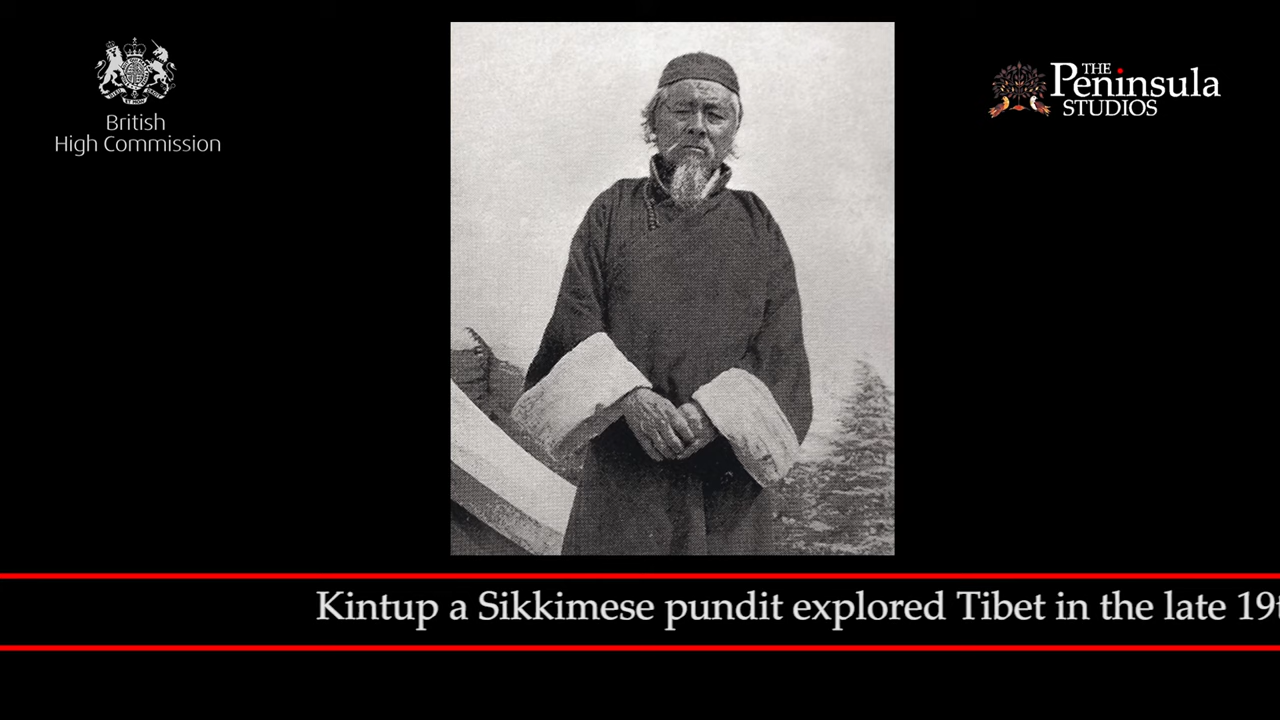 British
High Commission
THE
Peninsula
STUDIOS
Kintup a Sikkimese pundit explored Tibet in the late